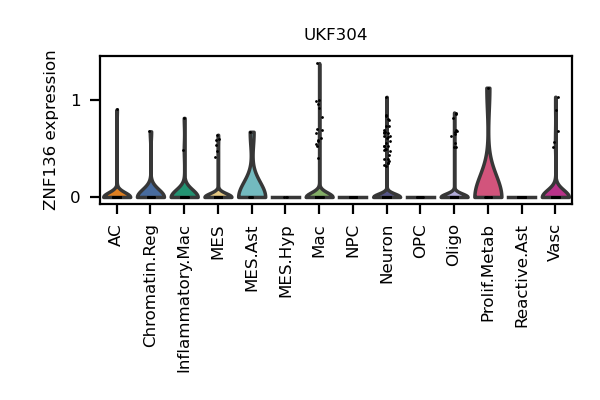 UKF304
ZNF136 expression
1
0
AC
Chromatin.Reg
Inflammatory.Mac
MES
MES.Ast
MES.Hyp
Mac
NPC
Neuron
OPC
Oligo
Prolif.Metab
Reactive.Ast
Vasc